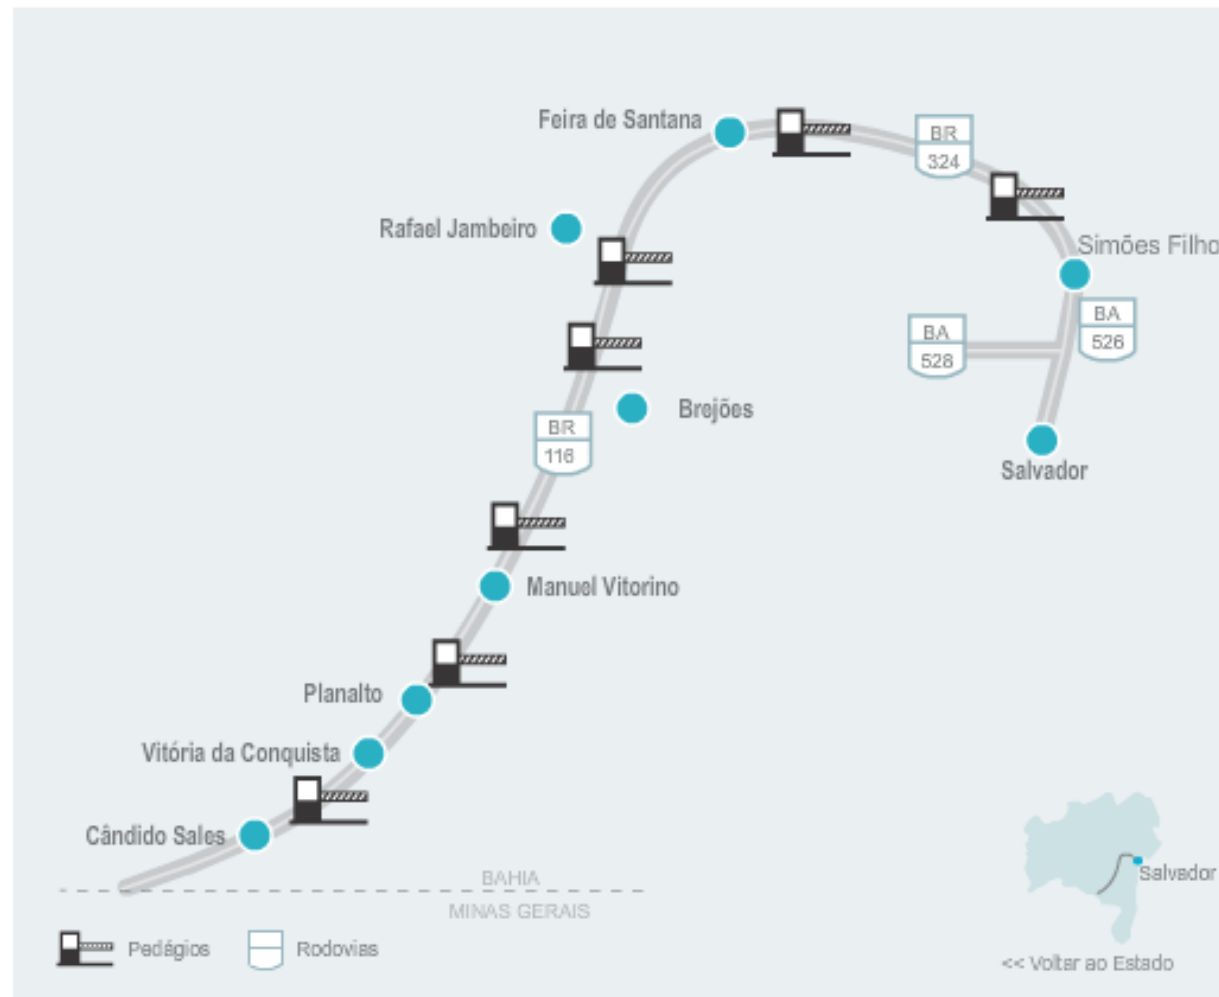 Feira de Santana
BR
324
Rafael Jambeiro
Simões Filho
BA
528
BA
526
Brejões
BR
116
Salvador
Manuel Vitorino
Planalto
Vitória da Conquista
Cândido Sales
BAHIA
MINAS GERAIS
Salvador
Pedágios
Rodovias
<< Voltar ao Estado